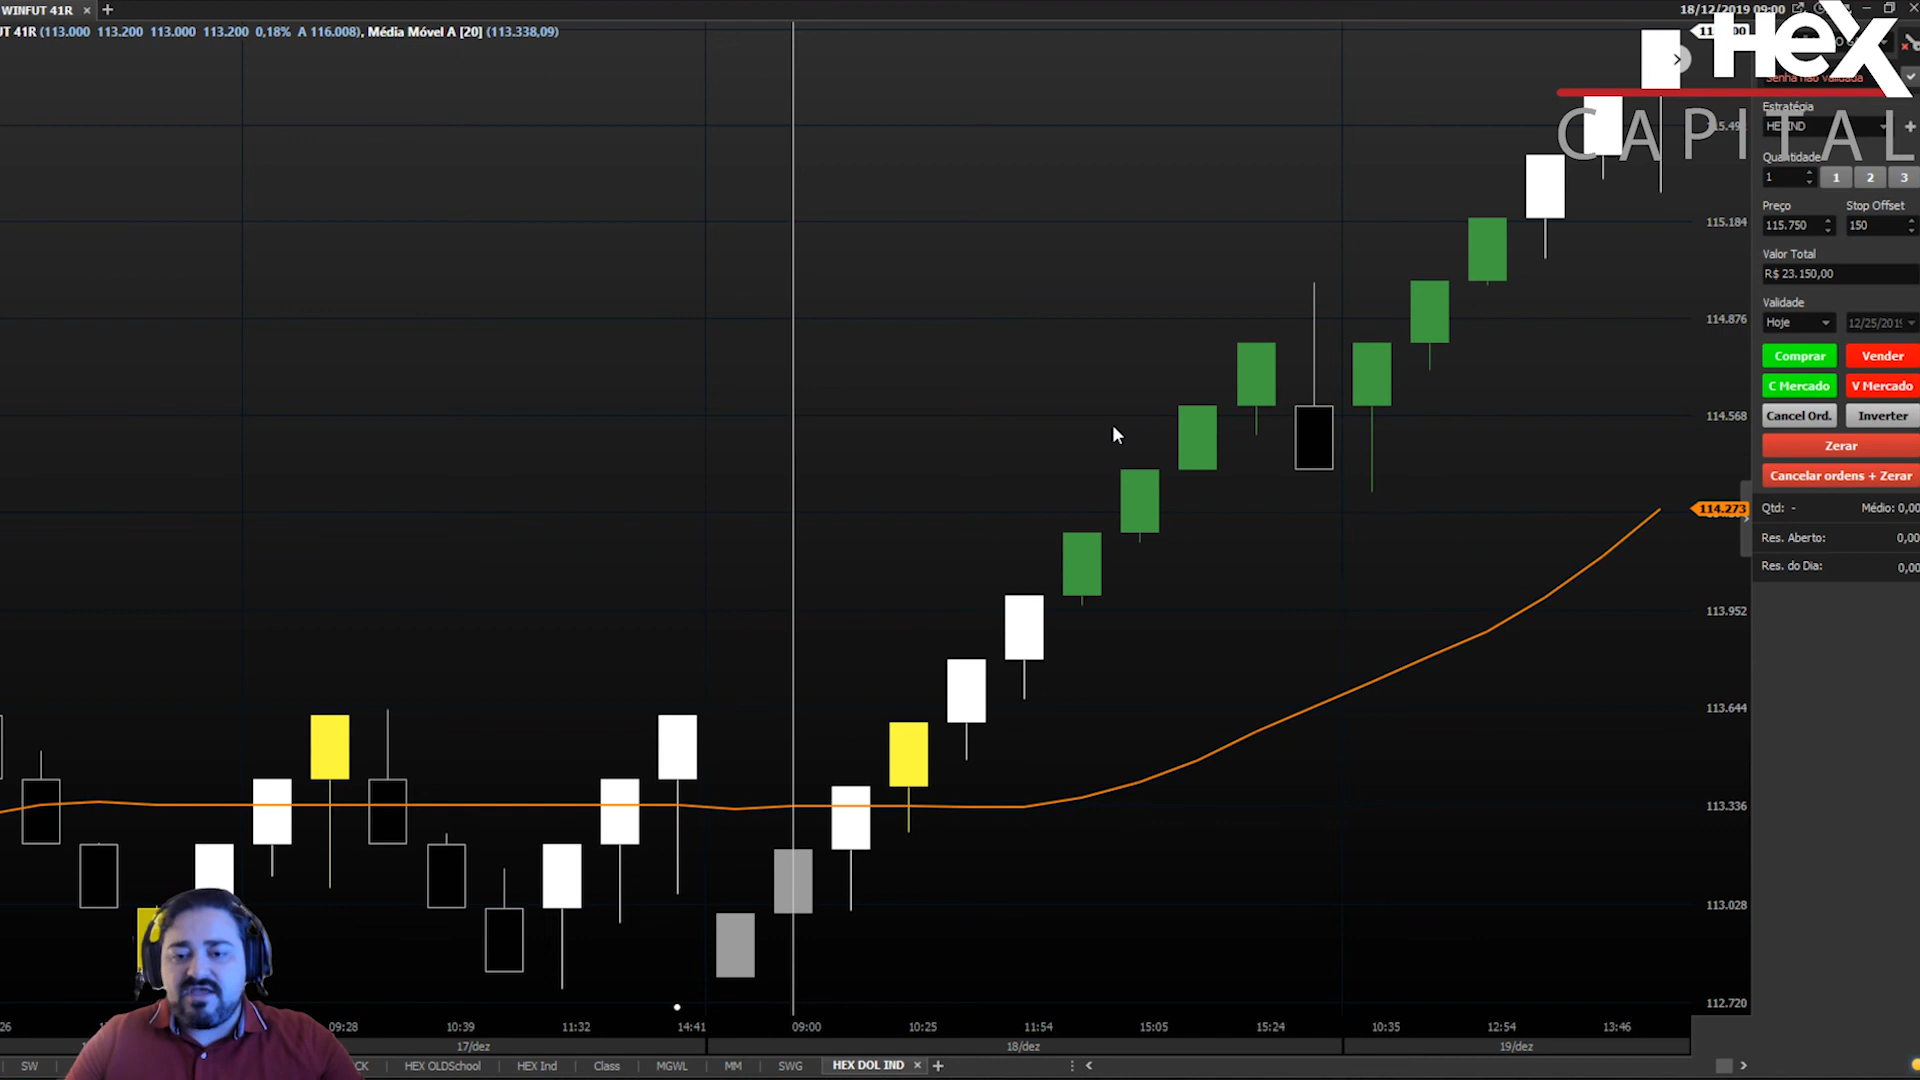 WINFUT 41R × +
18/12/2019 09:00
UT 41R (113.000 113.200 113.000 113.200 0,18% A 116.008), Média Móvel A [20] (113.338,09)
Hex
CAPITAL
Senha não validada
Estratégia
HEXIND
Quantidade
1 1 2 3
Preço Stop Offset
115.750 150
Valor Total
R$ 23.150,00
Validade
Hoje 12/25/2019
Comprar Vender
C Mercado V Mercado
Cancel Ord. Inverter
Zerar
Cancelar ordens + Zerar
Qtd: - Médio: 0,00
Res. Aberto: 0,00
Res. do Dia: 0,00
115.184
114.876
114.568
114.273
113.952
113.644
113.336
113.028
112.720
26 09:28 10:39 11:32 14:41 09:00 10:25 11:54 15:05 15:24 10:35 12:54 13:46
17/dez 18/dez 19/dez
SW CK HEX OLDSchool HEX Ind Class MGWL MM SWG HEX DOL IND × +